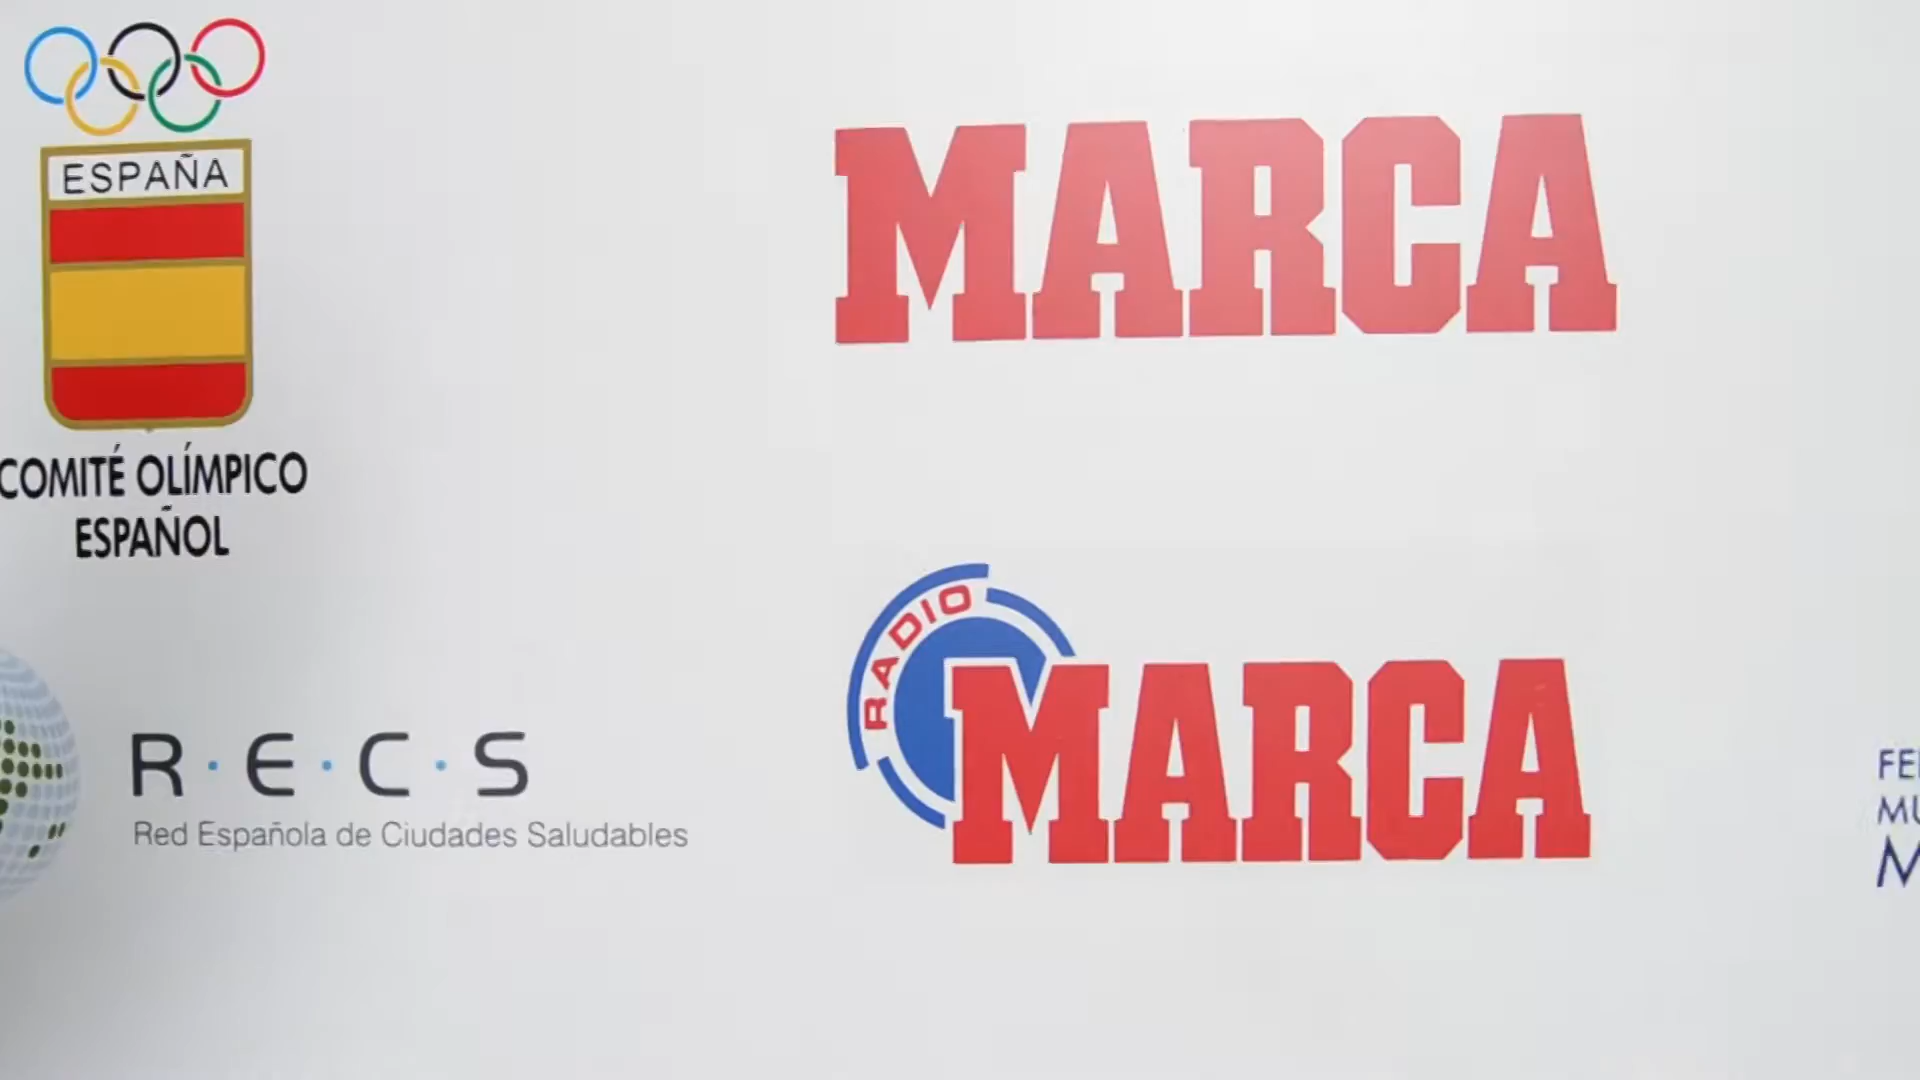 ESPAÑA
COMITÉ OLÍMPICO
ESPAÑOL
MARCA
RADIO
MARCA
R·E·C·S
Red Española de Ciudades Saludables